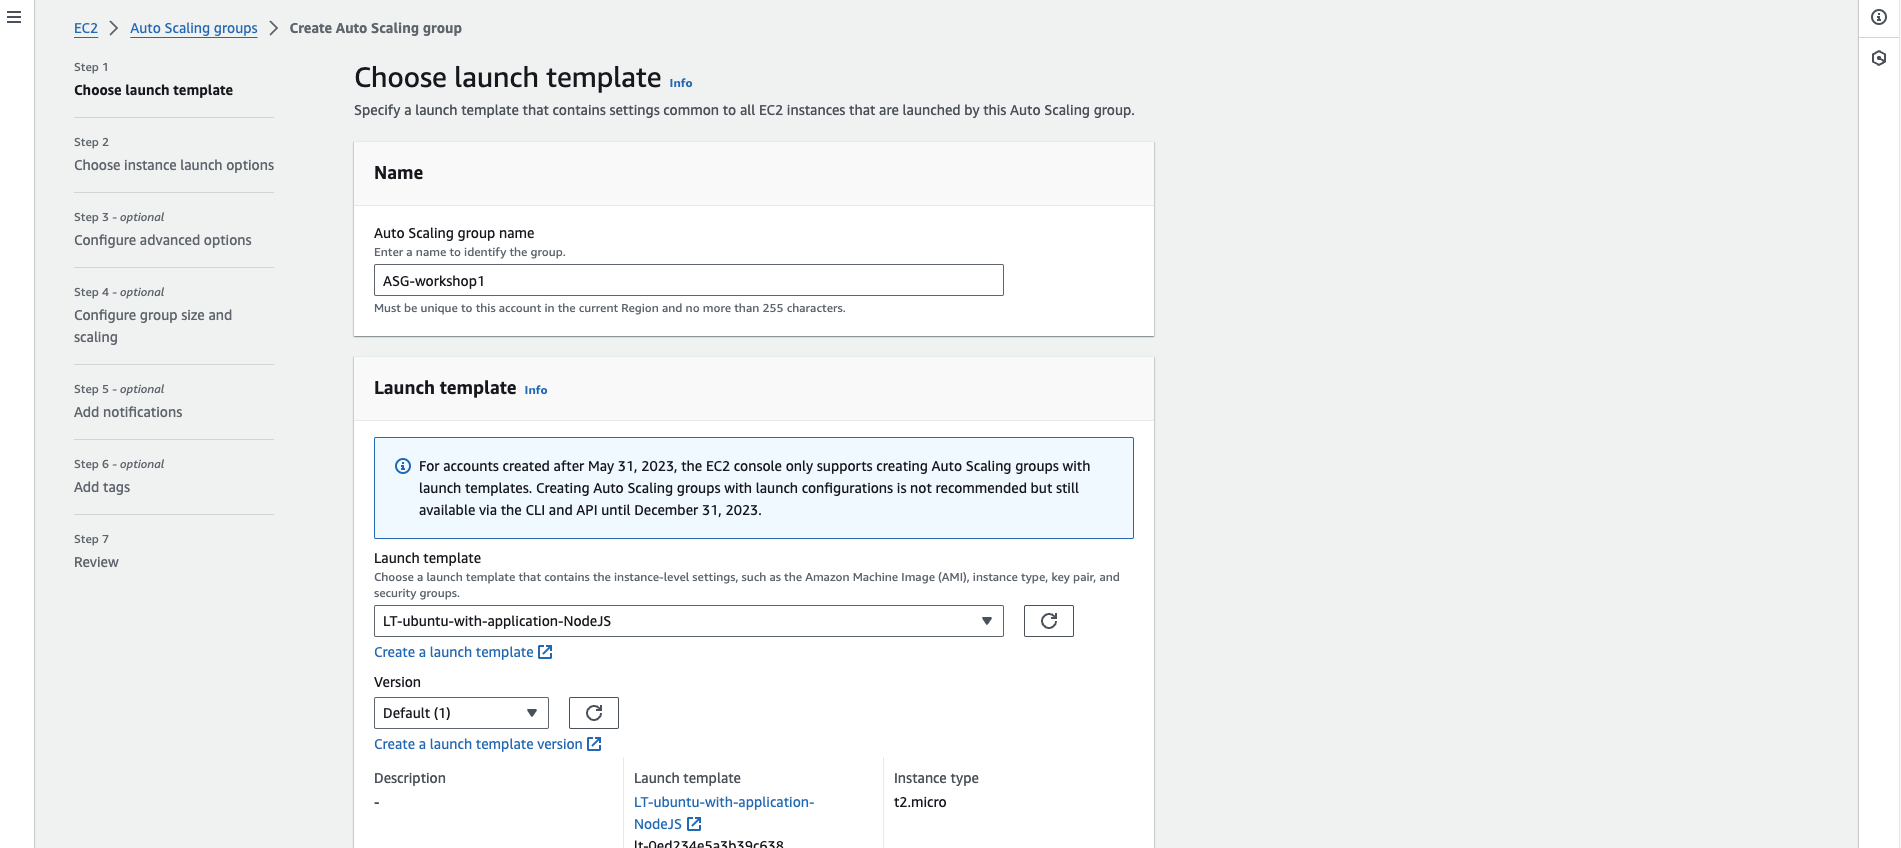 EC2 > Auto Scaling groups > Create Auto Scaling group
Step 1
Choose launch template
Step 2
Choose instance launch options
Step 3 - optional
Configure advanced options
Step 4 - optional
Configure group size and
scaling
Step 5 - optional
Add notifications
Step 6 - optional
Add tags
Step 7
Review
Choose launch template Info
Specify a launch template that contains settings common to all EC2 instances that are launched by this Auto Scaling group.
Name
Auto Scaling group name
Enter a name to identify the group.
ASG-workshop1
Must be unique to this account in the current Region and no more than 255 characters.
Launch template Info
For accounts created after May 31, 2023, the EC2 console only supports creating Auto Scaling groups with
launch templates. Creating Auto Scaling groups with launch configurations is not recommended but still
available via the CLI and API until December 31, 2023.
Launch template
Choose a launch template that contains the instance-level settings, such as the Amazon Machine Image (AMI), instance type, key pair, and
security groups.
LT-ubuntu-with-application-NodeJS
Create a launch template
Version
Default (1)
Create a launch template version
Description
-
Launch template
LT-ubuntu-with-application-
NodeJS
lt-0ed234e5a3b39c638
Instance type
t2.micro